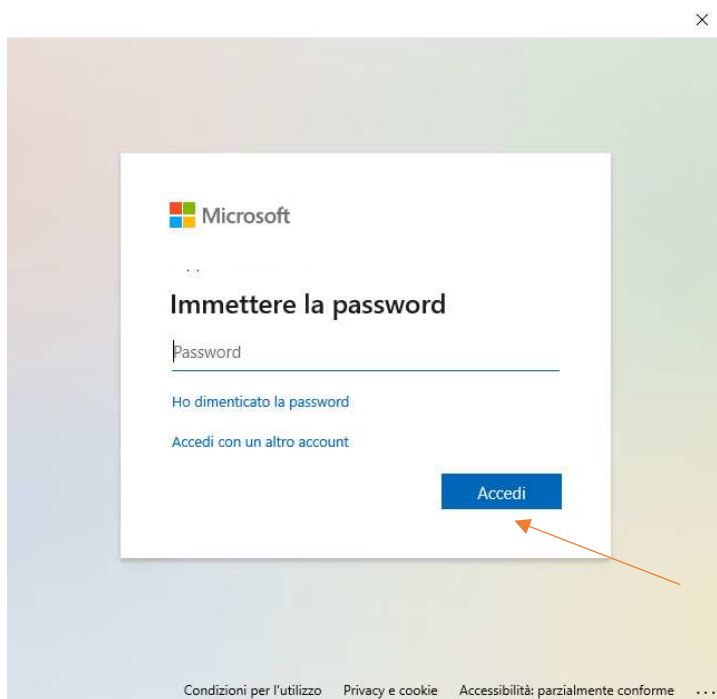 Microsoft
Immettere la password
Password
Ho dimenticato la password
Accedi con un altro account
Accedi
Condizioni per l'utilizzo Privacy e cookie Accessibilità: parzialmente conforme ...